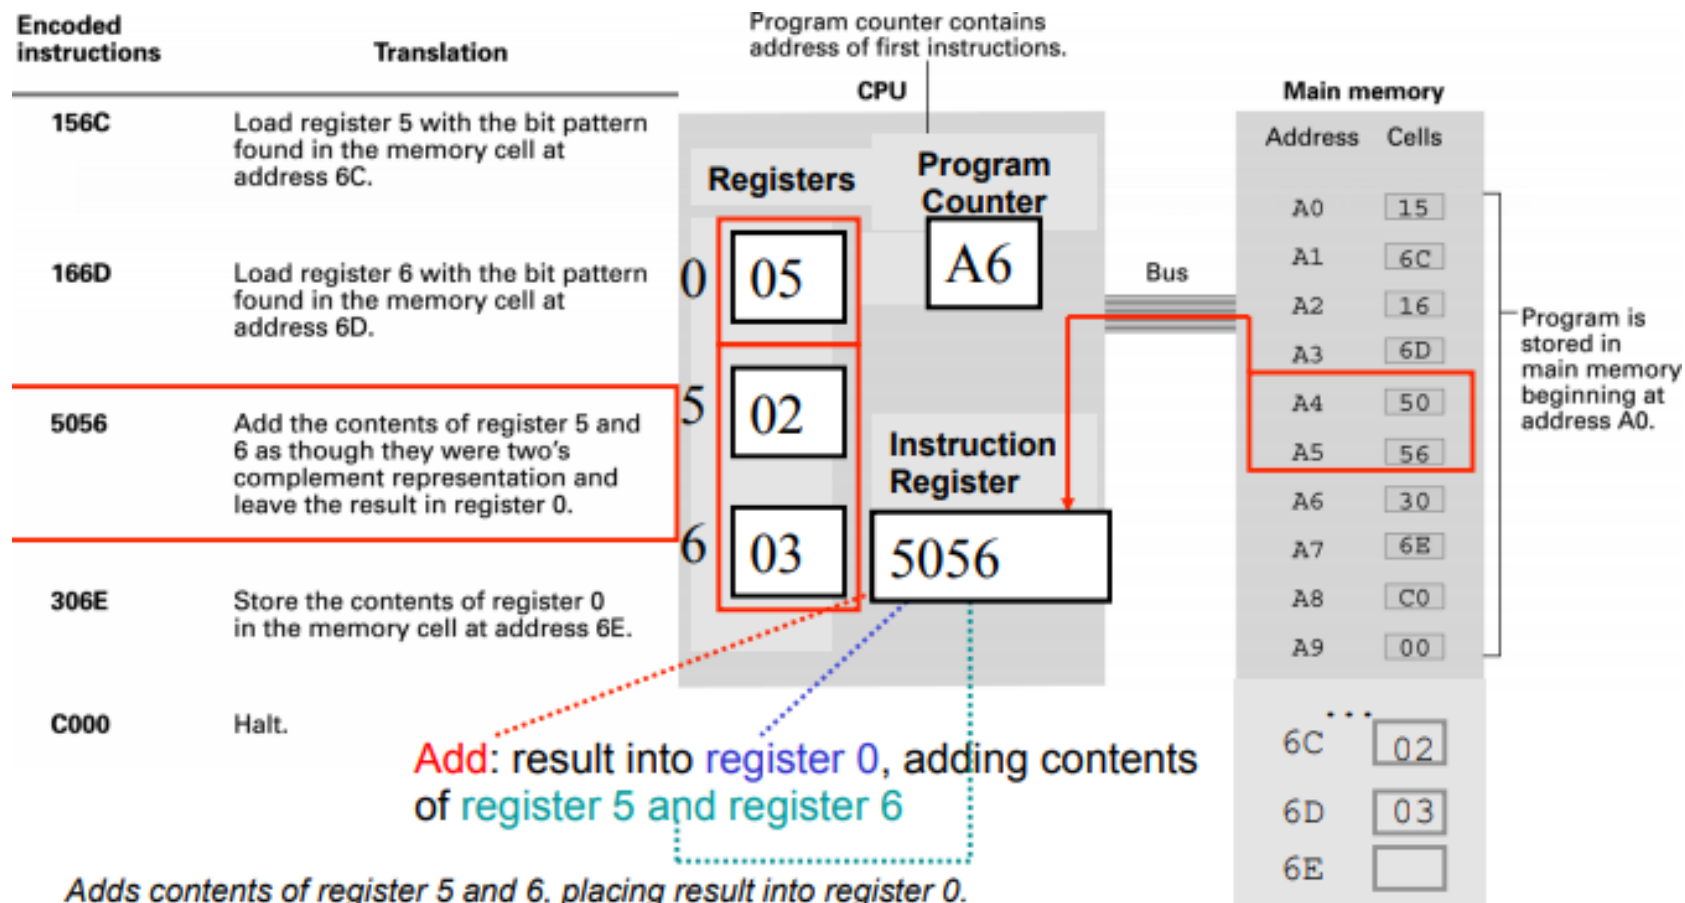 Encoded
instructions
Translation
156C
Load register 5 with the bit pattern
found in the memory cell at
address 6C.
166D
Load register 6 with the bit pattern
found in the memory cell at
address 6D.
5056
Add the contents of register 5 and
6 as though they were two's
complement representation and
leave the result in register 0.
306E
Store the contents of register 0
in the memory cell at address 6E.
C000
Halt.
Program counter contains
address of first instructions.
CPU
Registers
0 05
5 02
6 03
Program
Counter
A6
Instruction
Register
5056
Bus
Main memory
Address Cells
A0 15
A1 6C
A2 16
A3 6D
A4 50
A5 56
A6 30
A7 6E
A8 C0
A9 00
...
6C 02
6D 03
6E
Program is
stored in
main memory
beginning at
address A0.
Add: result into register 0, adding contents
of register 5 and register 6
Adds contents of register 5 and 6, placing result into register 0.